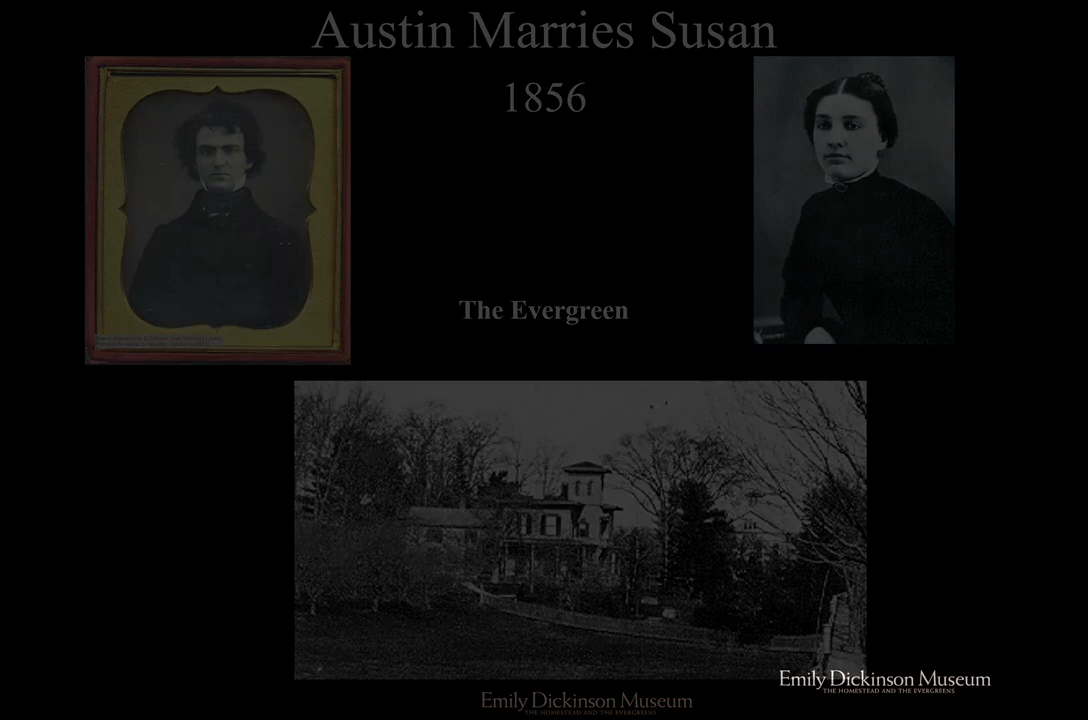 Austin Marries Susan
1856
The Evergreen
Emily Dickinson Museum
THE HOMESTEAD AND THE EVERGREENS
Emily Dickinson Museum
THE HOMESTEAD AND THE EVERGREENS